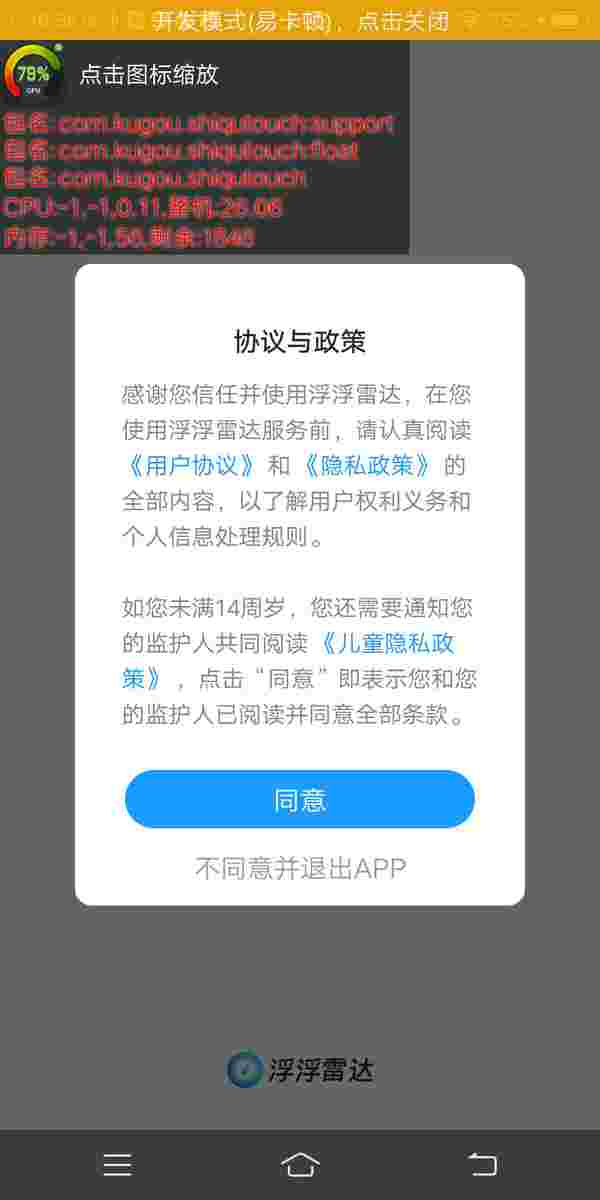 开发模式(易卡顿)，点击关闭
79%
CPU
点击图标缩放
包名:com.kugou.shiqutouch:support
包名:com.kugou.shiqutouch:float
包名:com.kugou.shiqutouch
CPU:-1,-1,0.11,整机:26.06
内存:-1,-1,56,剩余:1846
协议与政策
感谢您信任并使用浮浮雷达，在您
使用浮浮雷达服务前，请认真阅读
《用户协议》 和 《隐私政策》 的
全部内容，以了解用户权利义务和
个人信息处理规则。
如您未满14周岁，您还需要通知您
的监护人共同阅读 《儿童隐私政
策》 ，点击“同意”即表示您和您
的监护人已阅读并同意全部条款。
同意
不同意并退出APP
浮浮雷达